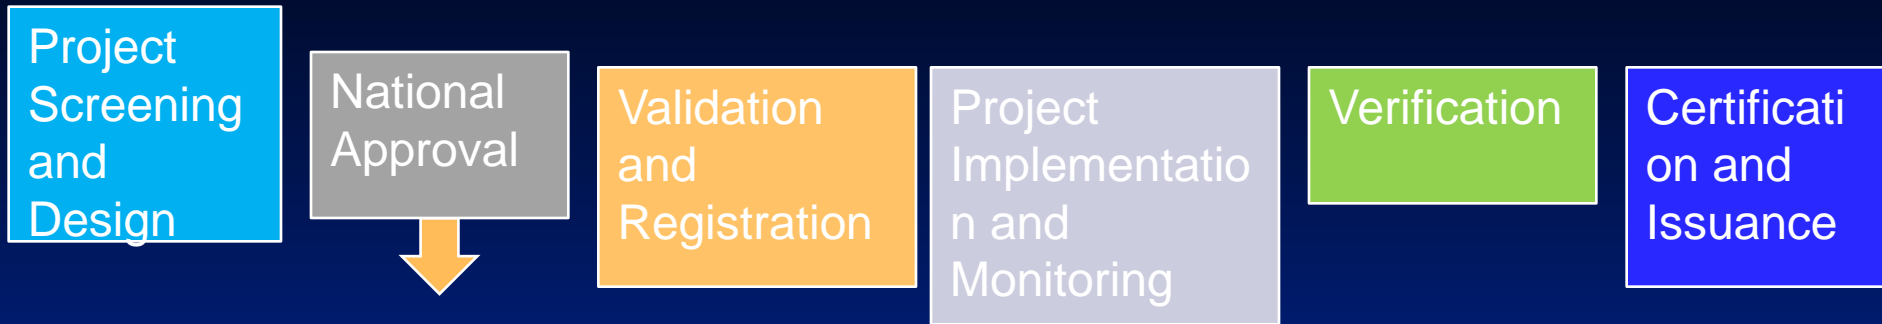 Project
Screening
and
Design
National
Approval
Validation
and
Registration
Project
Implementatio
n and
Monitoring
Verification
Certificati
on and
Issuance